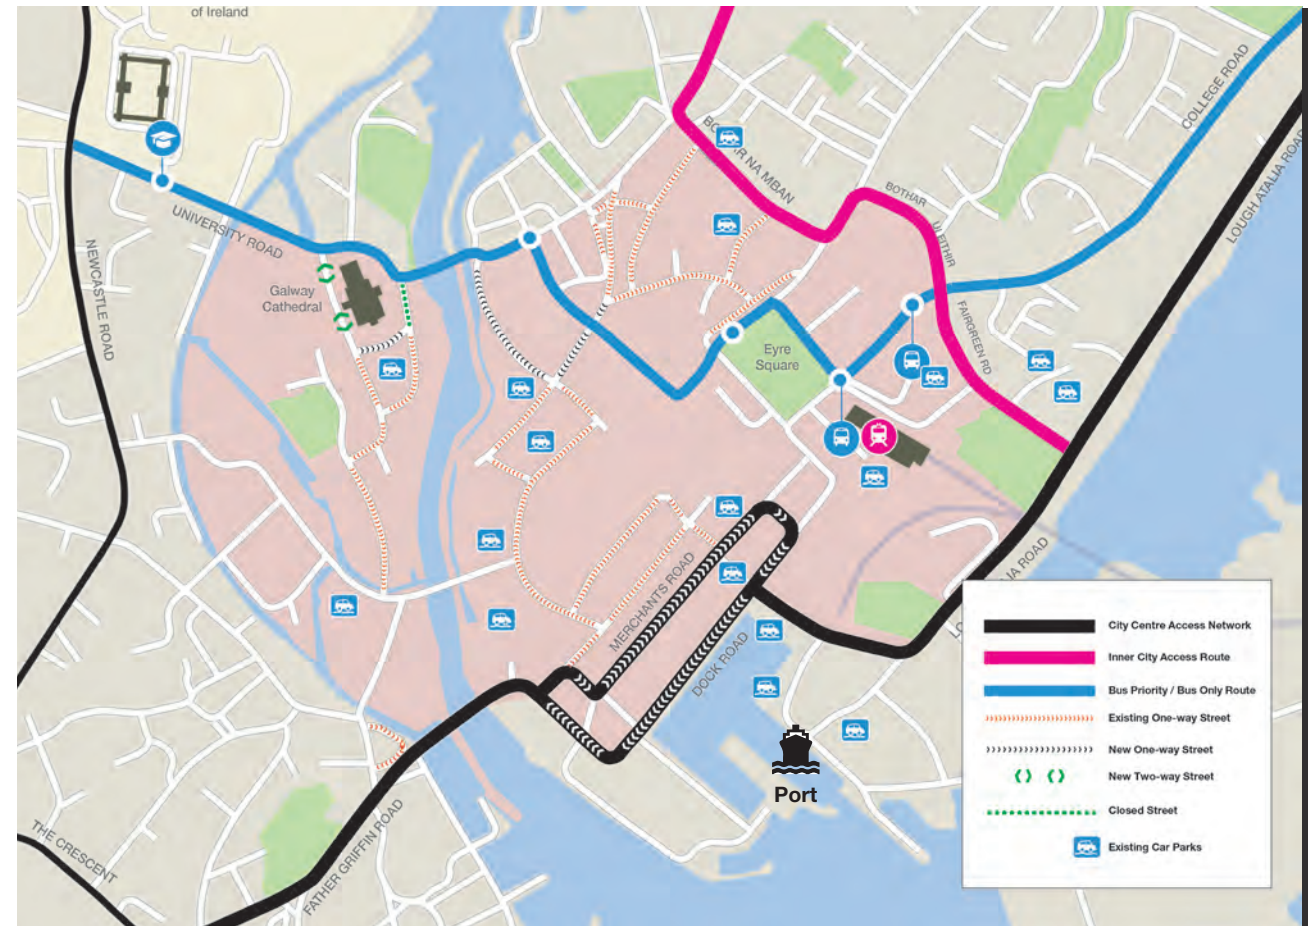 of Ireland
COLLEGE ROAD
LOUGH ATALIA ROAD
BOTHAR NA MBAN
BOTHAR
UNIVERSITY ROAD
NEWCASTLE ROAD
Galway
Cathedral
FAIRGREEN RD
Eyre
Square
MERCHANTS ROAD
DOCK ROAD
Port
THE CRESCENT
FATHER GRIFFIN ROAD
City Centre Access Network
Inner City Access Route
Bus Priority / Bus Only Route
Existing One-way Street
New One-way Street
New Two-way Street
Closed Street
Existing Car Parks